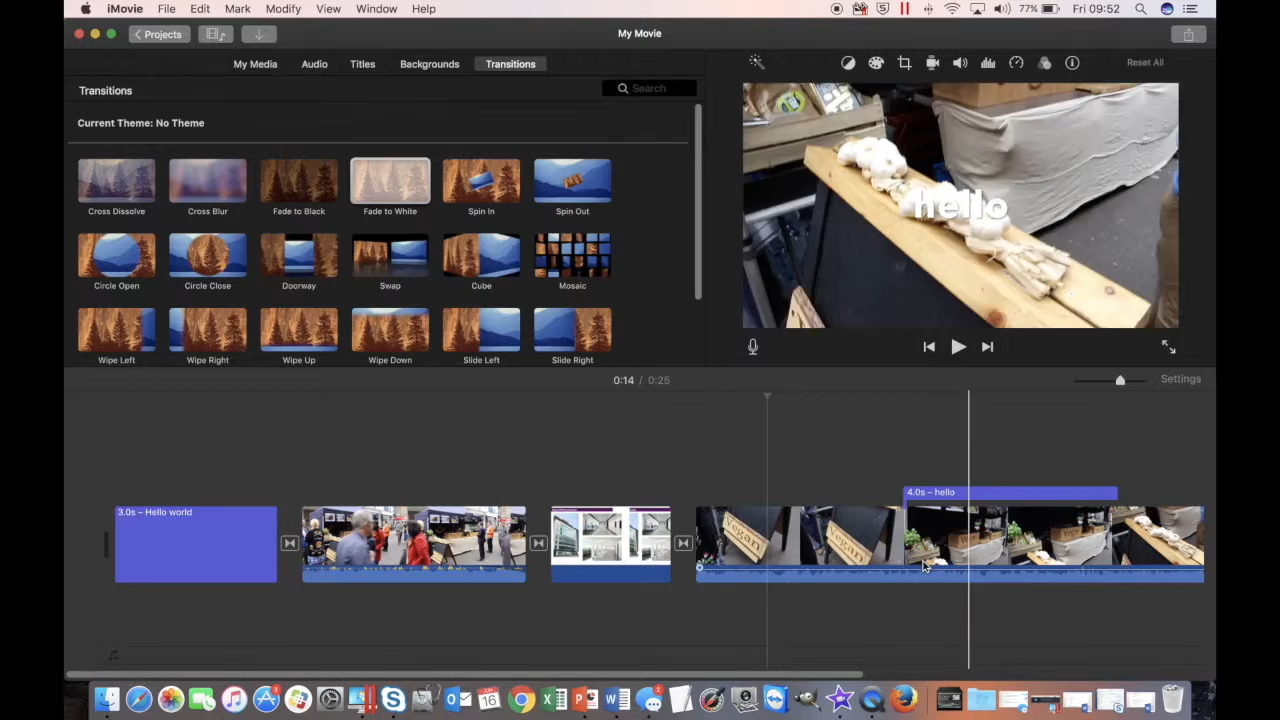 iMovie File Edit Mark Modify View Window Help 77% Fri 09:52
Projects My Movie
My Media Audio Titles Backgrounds Transitions Reset All
Transitions Search
Current Theme: No Theme
Cross Dissolve Cross Blur Fade to Black Fade to White Spin In Spin Out
hello
Circle Open Circle Close Doorway Swap Cube Mosaic
Wipe Left Wipe Right Wipe Up Wipe Down Slide Left Slide Right
0:14 / 0:25 Settings
4.0s – hello
3.0s – Hello world
Vegan Vegan
JUN
16